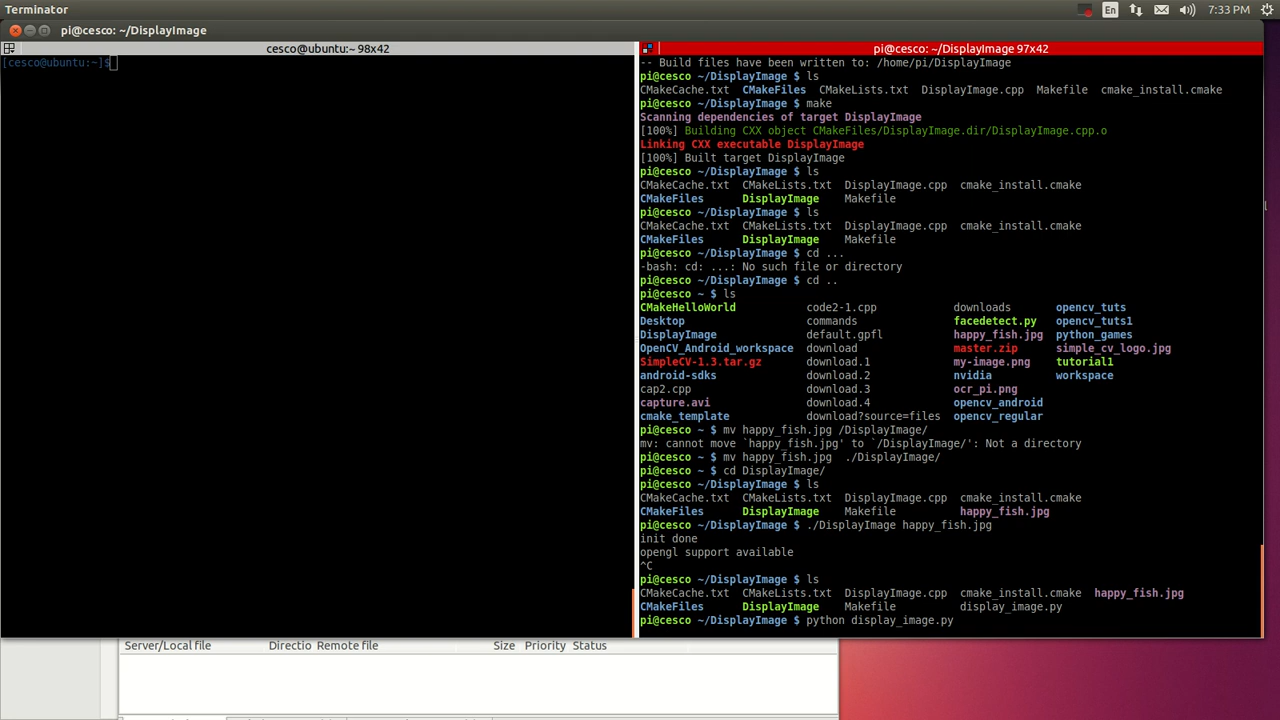 Terminator
En
7:33 PM
pi@cesco: ~/DisplayImage
cesco@ubuntu:~ 98x42
[cesco@ubuntu:~]$
pi@cesco: ~/DisplayImage 97x42
-- Build files have been written to: /home/pi/DisplayImage
pi@cesco ~/DisplayImage $ ls
CMakeCache.txt  CMakeFiles  CMakeLists.txt  DisplayImage.cpp  Makefile  cmake_install.cmake
pi@cesco ~/DisplayImage $ make
Scanning dependencies of target DisplayImage
[100%] Building CXX object CMakeFiles/DisplayImage.dir/DisplayImage.cpp.o
Linking CXX executable DisplayImage
[100%] Built target DisplayImage
pi@cesco ~/DisplayImage $ ls
CMakeCache.txt  CMakeLists.txt  DisplayImage.cpp  cmake_install.cmake
CMakeFiles      DisplayImage    Makefile
pi@cesco ~/DisplayImage $ ls
CMakeCache.txt  CMakeLists.txt  DisplayImage.cpp  cmake_install.cmake
CMakeFiles      DisplayImage    Makefile
pi@cesco ~/DisplayImage $ cd ...
-bash: cd: ...: No such file or directory
pi@cesco ~/DisplayImage $ cd ..
pi@cesco ~ $ ls
CMakeHelloWorld  code2-1.cpp  downloads  opencv_tuts
Desktop  commands  facedetect.py  opencv_tuts1
DisplayImage  default.gpfl  happy_fish.jpg  python_games
OpenCV_Android_workspace  download  master.zip  simple_cv_logo.jpg
SimpleCV-1.3.tar.gz  download.1  my-image.png  tutorial1
android-sdks  download.2  nvidia  workspace
cap2.cpp  download.3  ocr_pi.png
capture.avi  download.4  opencv_android
cmake_template  download?source=files  opencv_regular
pi@cesco ~ $ mv happy_fish.jpg /DisplayImage/
mv: cannot move `happy_fish.jpg' to `/DisplayImage/': Not a directory
pi@cesco ~ $ mv happy_fish.jpg  ./DisplayImage/
pi@cesco ~ $ cd DisplayImage/
pi@cesco ~/DisplayImage $ ls
CMakeCache.txt  CMakeLists.txt  DisplayImage.cpp  cmake_install.cmake
CMakeFiles      DisplayImage    Makefile          happy_fish.jpg
pi@cesco ~/DisplayImage $ ./DisplayImage happy_fish.jpg
init done
opengl support available
^C
pi@cesco ~/DisplayImage $ ls
CMakeCache.txt  CMakeLists.txt  DisplayImage.cpp  cmake_install.cmake  happy_fish.jpg
CMakeFiles      DisplayImage    Makefile          display_image.py
pi@cesco ~/DisplayImage $ python display_image.py
Server/Local file  Directio  Remote file  Size  Priority  Status